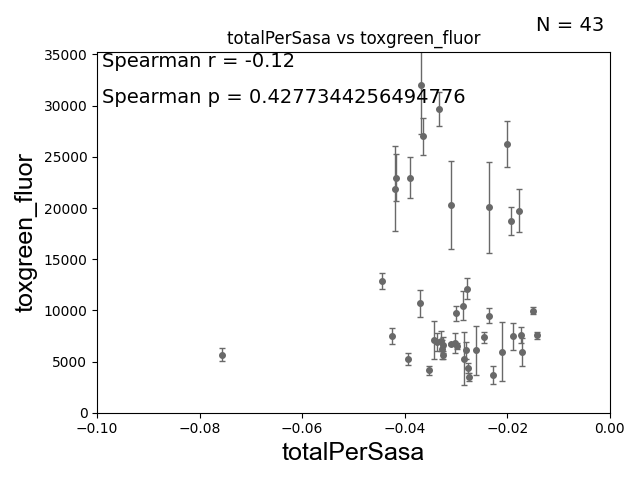 N = 43
totalPerSasa vs toxgreen_fluor
Spearman r = -0.12
Spearman p = 0.4277344256494776
35000
30000
25000
20000
15000
10000
5000
0
toxgreen_fluor
−0.10 −0.08 −0.06 −0.04 −0.02 0.00
totalPerSasa